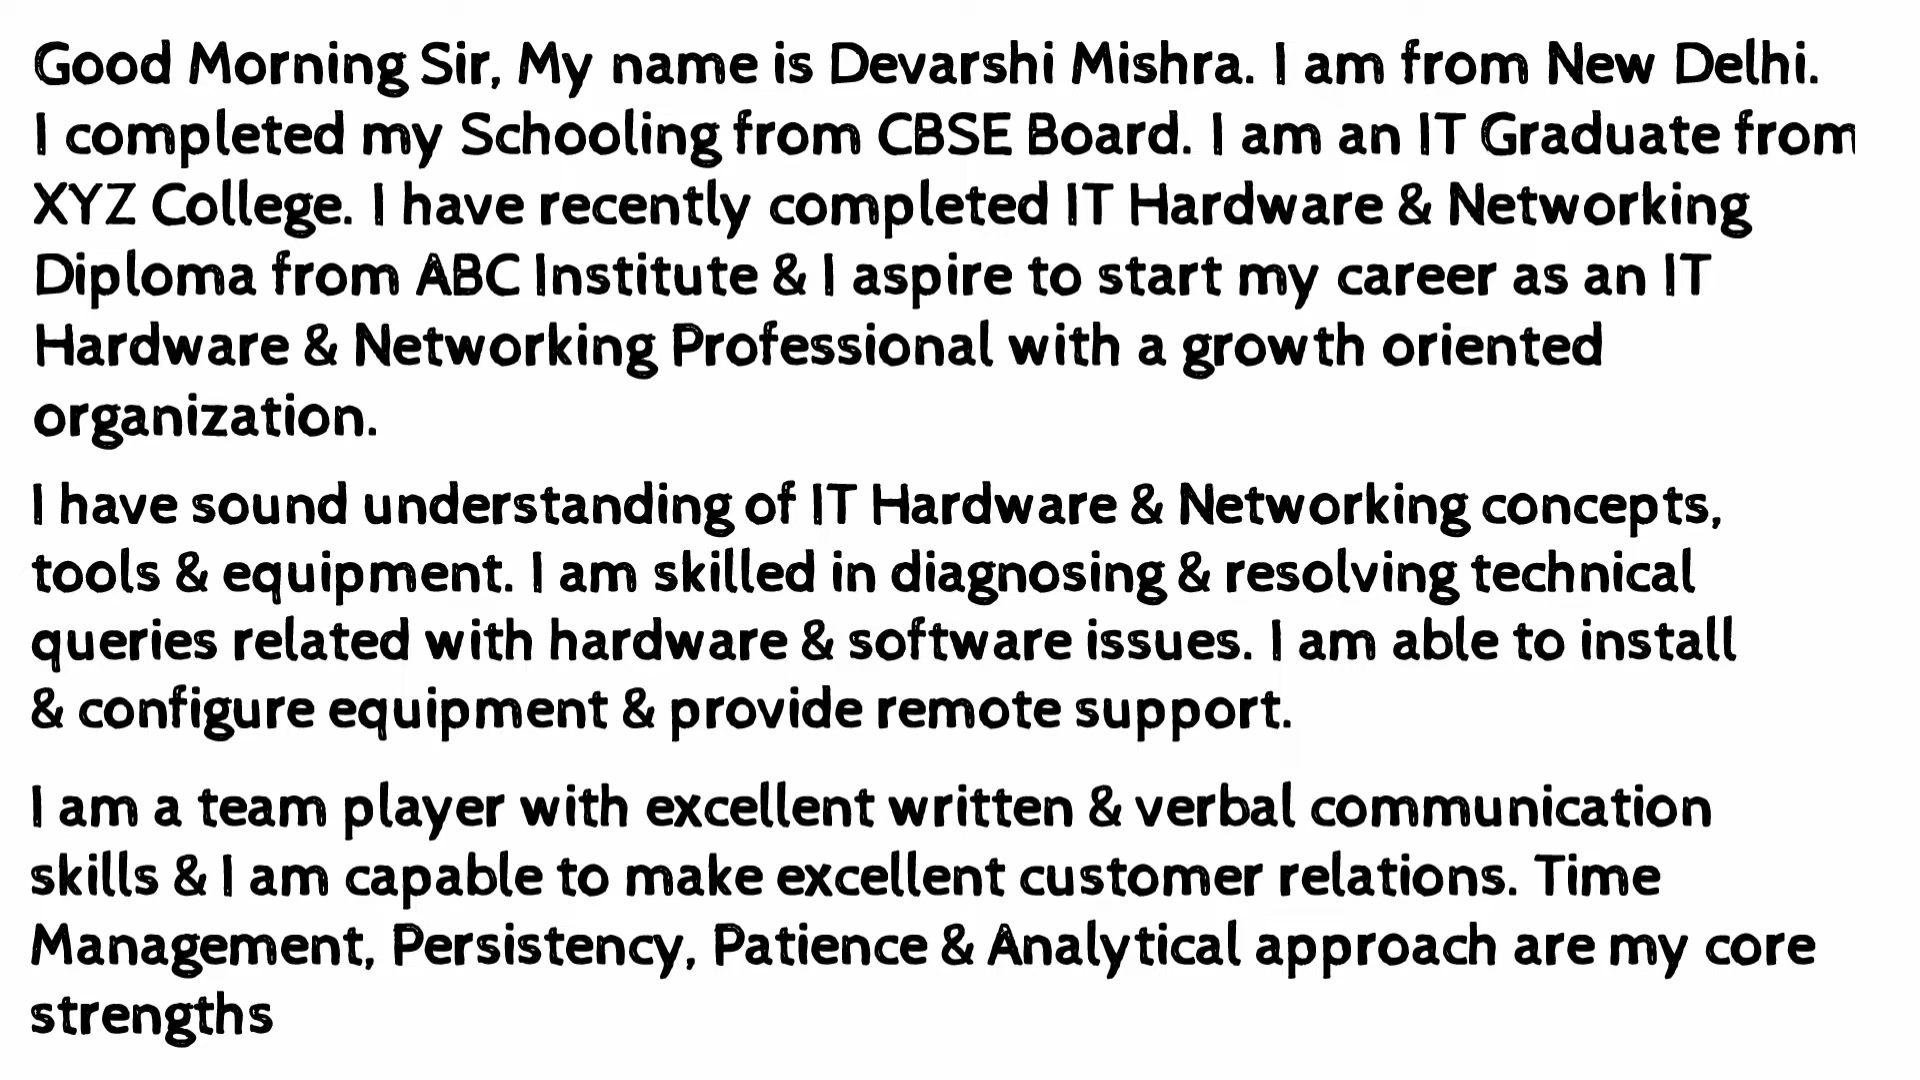 Good Morning Sir, My name is Devarshi Mishra. I am from New Delhi.
I completed my Schooling from CBSE Board. I am an IT Graduate from
XYZ College. I have recently completed IT Hardware & Networking
Diploma from ABC Institute & I aspire to start my career as an IT
Hardware & Networking Professional with a growth oriented
organization.
I have sound understanding of IT Hardware & Networking concepts,
tools & equipment. I am skilled in diagnosing & resolving technical
queries related with hardware & software issues. I am able to install
& configure equipment & provide remote support.
I am a team player with excellent written & verbal communication
skills & I am capable to make excellent customer relations. Time
Management, Persistency, Patience & Analytical approach are my core
strengths